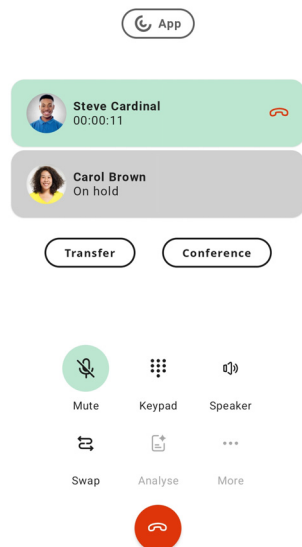 App
Steve Cardinal
00:00:11
Carol Brown
On hold
Transfer
Conference
Mute
Keypad
Speaker
Swap
Analyse
More